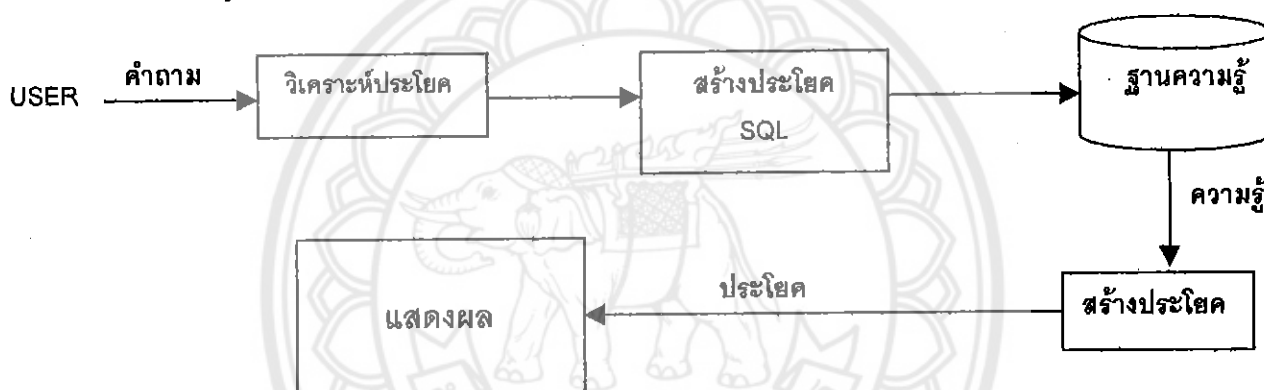 USER
คำถาม
วิเคราะห์ประโยค
สร้างประโยค
SQL
ฐานความรู้
ความรู้
สร้างประโยค
ประโยค
แสดงผล